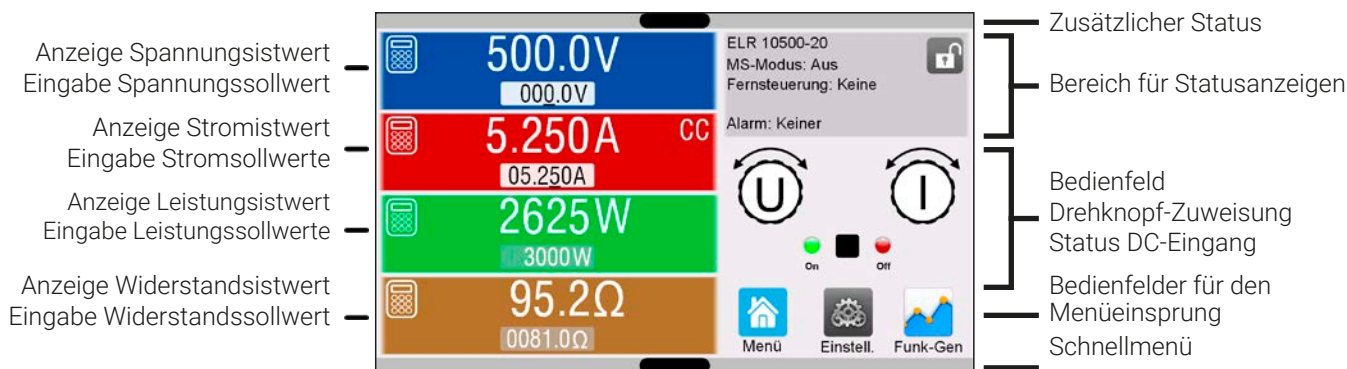 Anzeige Spannungsistwert
Eingabe Spannungssollwert
Anzeige Stromistwert
Eingabe Stromsollwerte
Anzeige Leistungsistwert
Eingabe Leistungssollwerte
Anzeige Widerstandsistwert
Eingabe Widerstandssollwert
500.0V
000.0V
5.250A CC
05.250A
2625W
3000W
95.2Ω
0081.0Ω
ELR 10500-20
MS-Modus: Aus
Fernsteuerung: Keine
Alarm: Keiner
U I
On Off
Menü Einstell. Funk-Gen
Zusätzlicher Status
Bereich für Statusanzeigen
Bedienfeld
Drehknopf-Zuweisung
Status DC-Eingang
Bedienfelder für den
Menüeinsprung
Schnellmenü